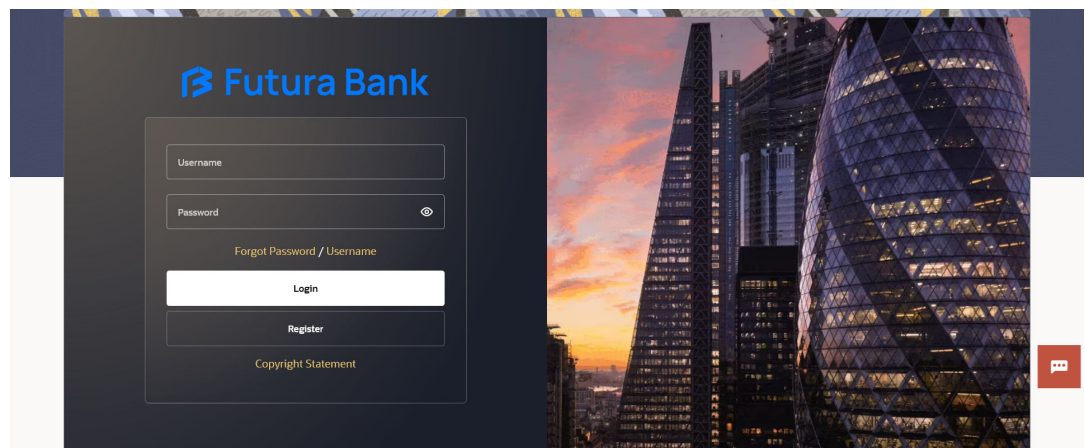 Futura Bank
Username
Password
Forgot Password / Username
Login
Register
Copyright Statement